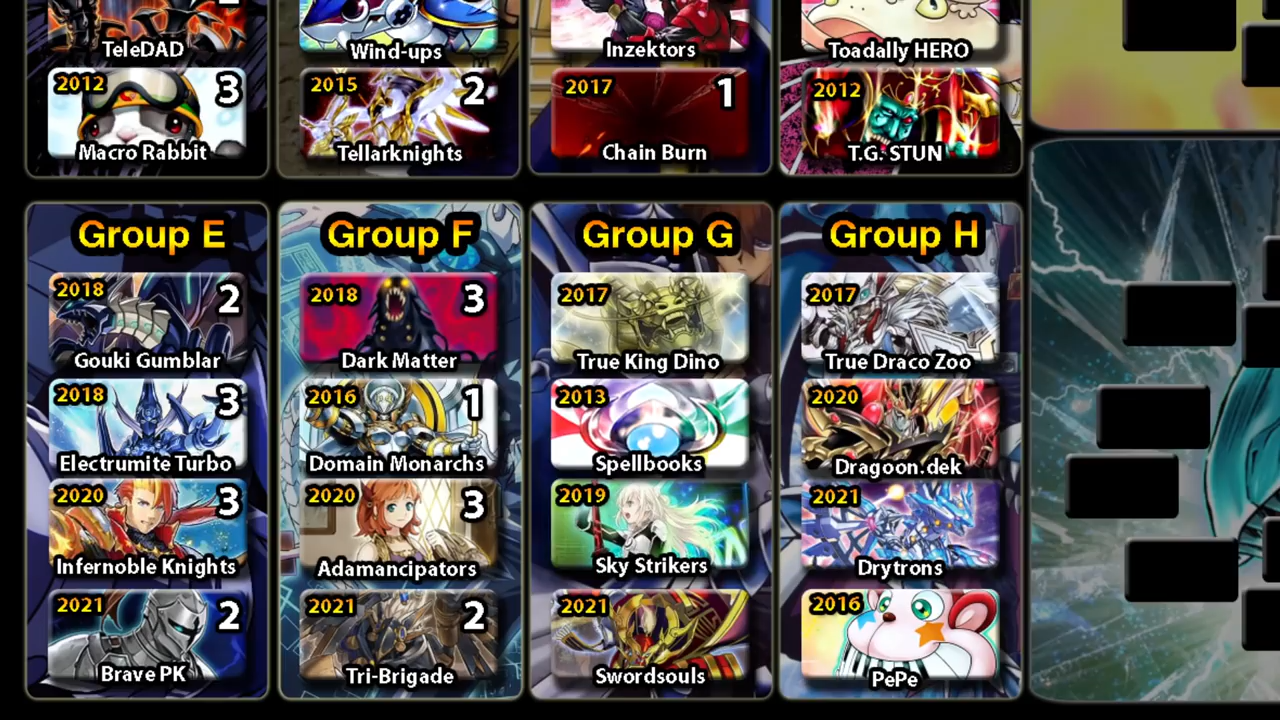 TeleDAD
Wind-ups
Inzektors
Toadally HERO
2012
3
Macro Rabbit
2015
2
Tellarknights
2017
1
Chain Burn
2012
T.G. STUN
Group E
2018
2
Gouki Gumblar
2018
3
Electrumite Turbo
2020
3
Infernoble Knights
2021
2
Brave PK
Group F
2018
3
Dark Matter
2016
1
Domain Monarchs
2020
3
Adamancipators
2021
2
Tri-Brigade
Group G
2017
True King Dino
2013
Spellbooks
2019
Sky Strikers
2021
Swordsouls
Group H
2017
True Draco Zoo
2020
Dragoon.dek
2021
Drytrons
2016
PePe